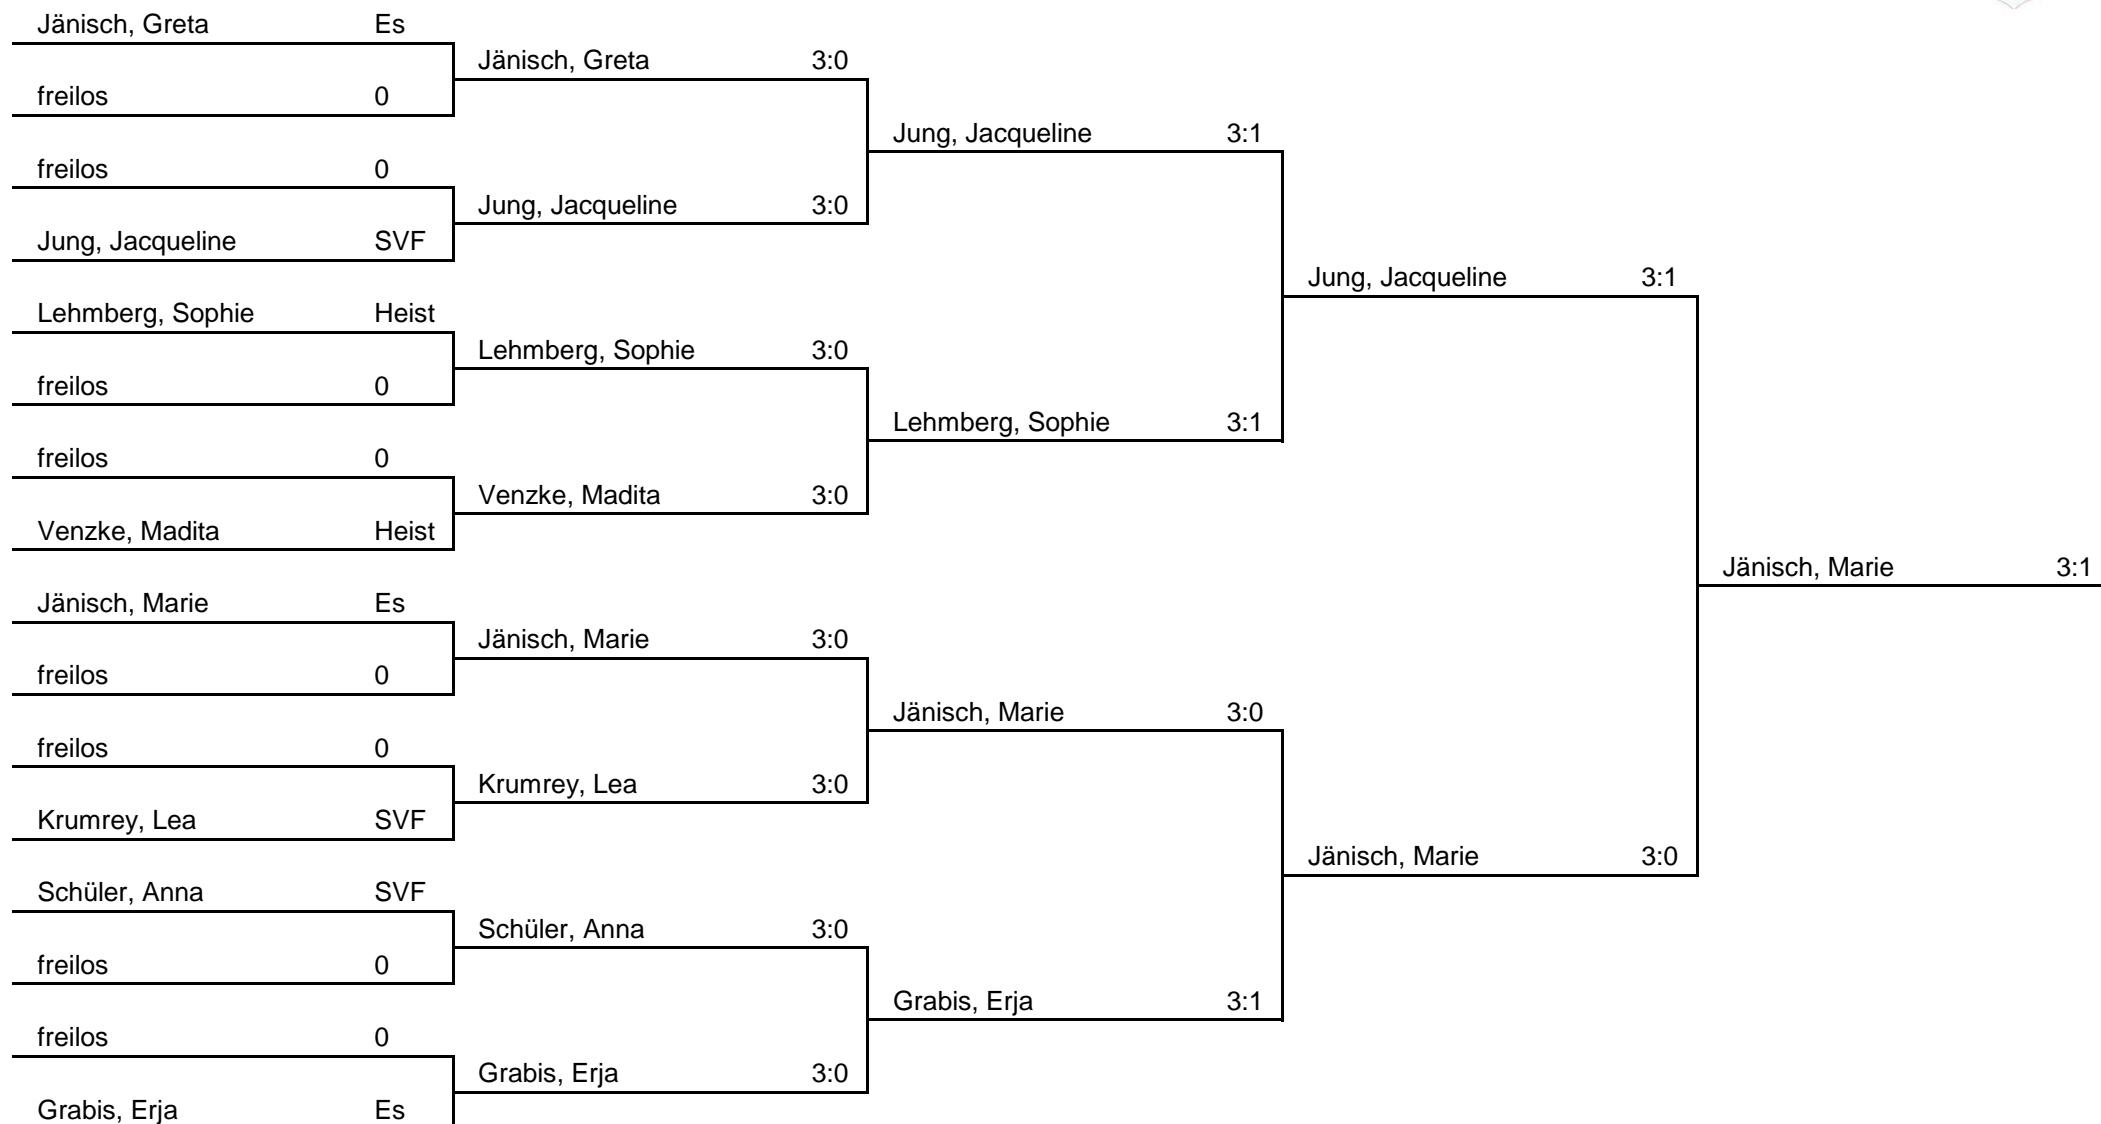 Jänisch, Greta Es
Jänisch, Greta 3:0
freilos 0
Jung, Jacqueline 3:1
freilos 0
Jung, Jacqueline 3:0
Jung, Jacqueline SVF
Jung, Jacqueline 3:1
Lehmberg, Sophie Heist
Lehmberg, Sophie 3:0
freilos 0
Lehmberg, Sophie 3:1
freilos 0
Venzke, Madita 3:0
Venzke, Madita Heist
Jänisch, Marie 3:1
Jänisch, Marie Es
Jänisch, Marie 3:0
freilos 0
Jänisch, Marie 3:0
freilos 0
Krumrey, Lea 3:0
Krumrey, Lea SVF
Jänisch, Marie 3:0
Schüler, Anna SVF
Schüler, Anna 3:0
freilos 0
Grabis, Erja 3:1
freilos 0
Grabis, Erja 3:0
Grabis, Erja Es